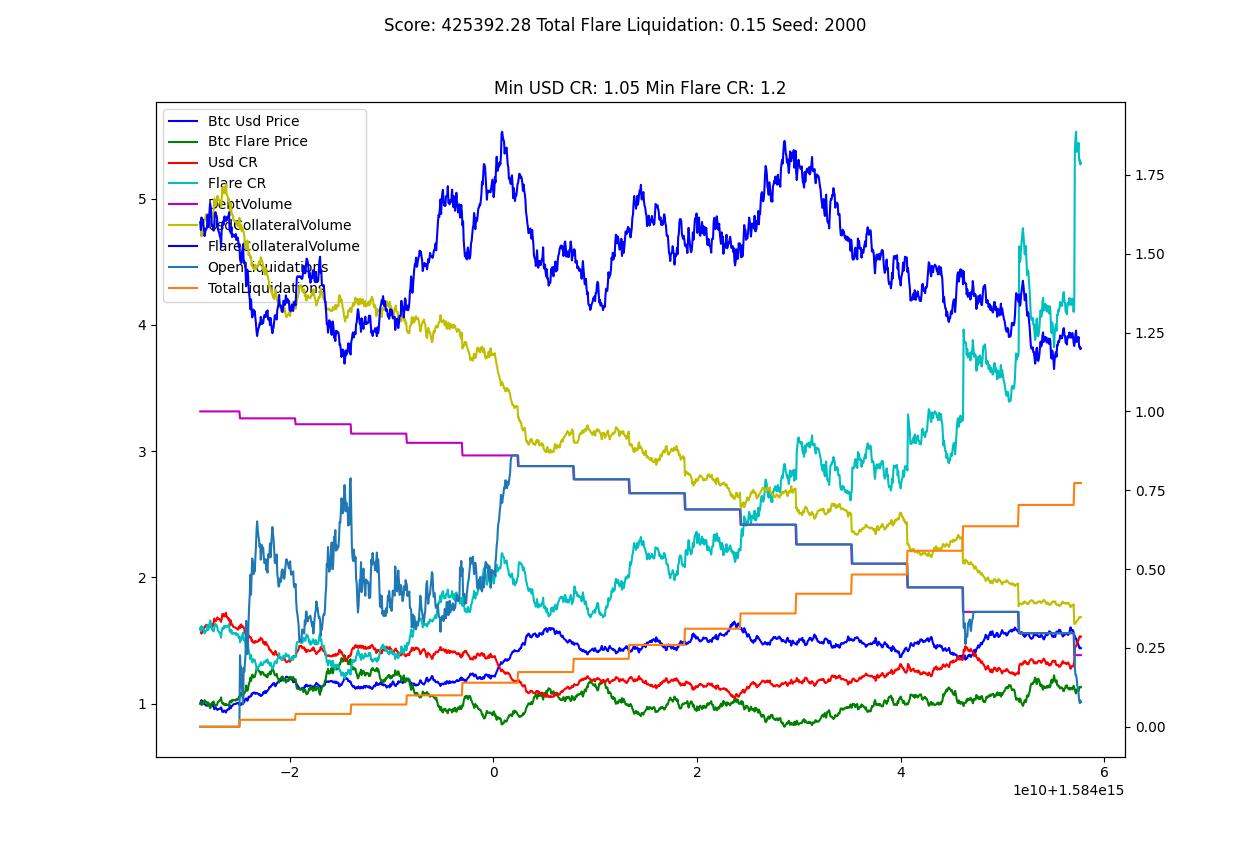 Score: 425392.28 Total Flare Liquidation: 0.15 Seed: 2000
Min USD CR: 1.05 Min Flare CR: 1.2
Btc Usd Price
Btc Flare Price
Usd CR
Flare CR
DebtVolume
UsdCollateralVolume
FlareCollateralVolume
OpenLiquidations
TotalLiquidations
5
4
3
2
1
1.75
1.50
1.25
1.00
0.75
0.50
0.25
0.00
−2
0
2
4
6
1e10+1.584e15